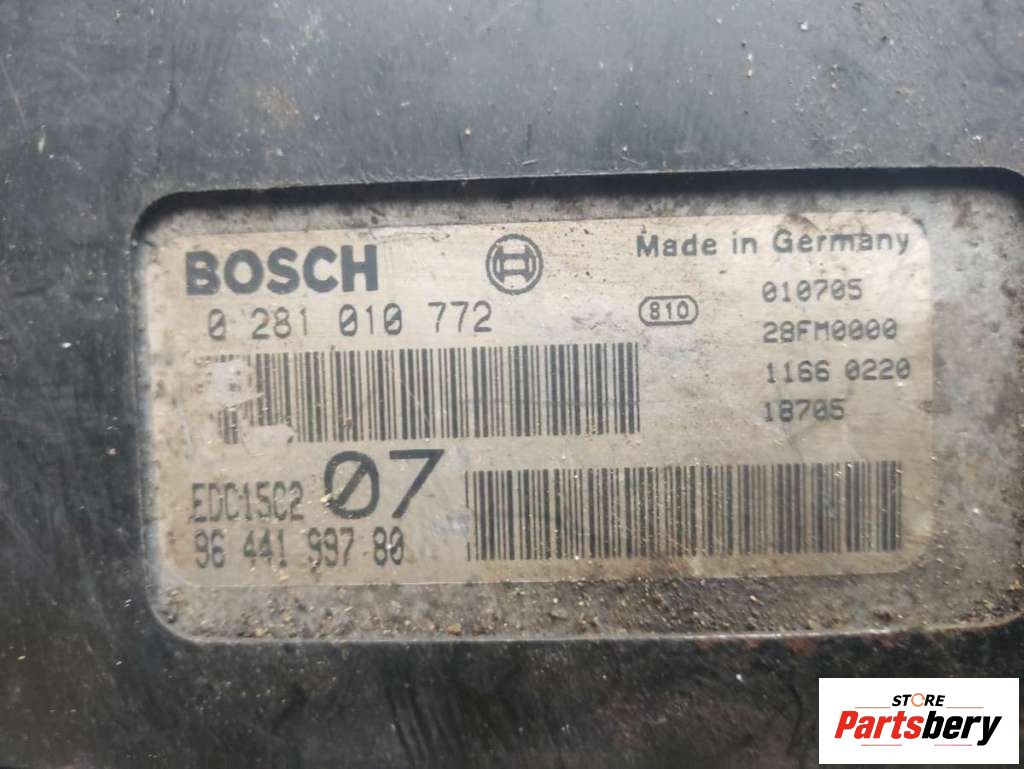 BOSCH
Made in Germany
0 281 010 772
810
010705
28FM0000
1166 0220
18705
EDC15C2
07
96 441 997 80
STORE
Partsbery